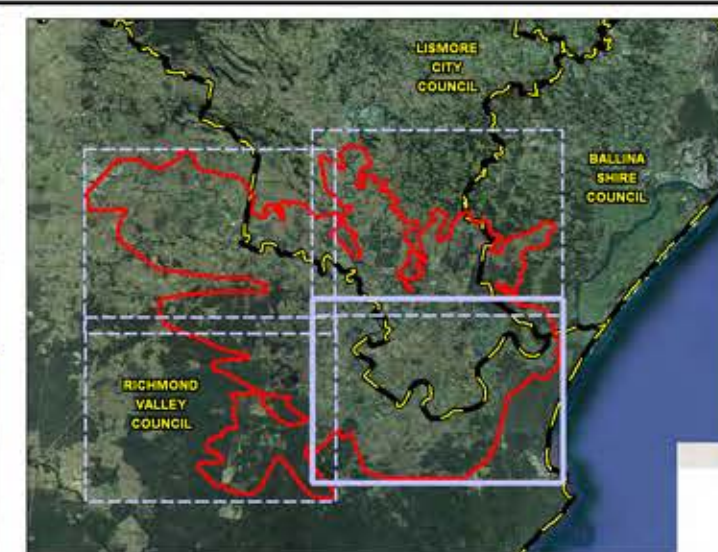 LISMORE
CITY
COUNCIL
BALLINA
SHIRE
COUNCIL
RICHMOND
VALLEY
COUNCIL